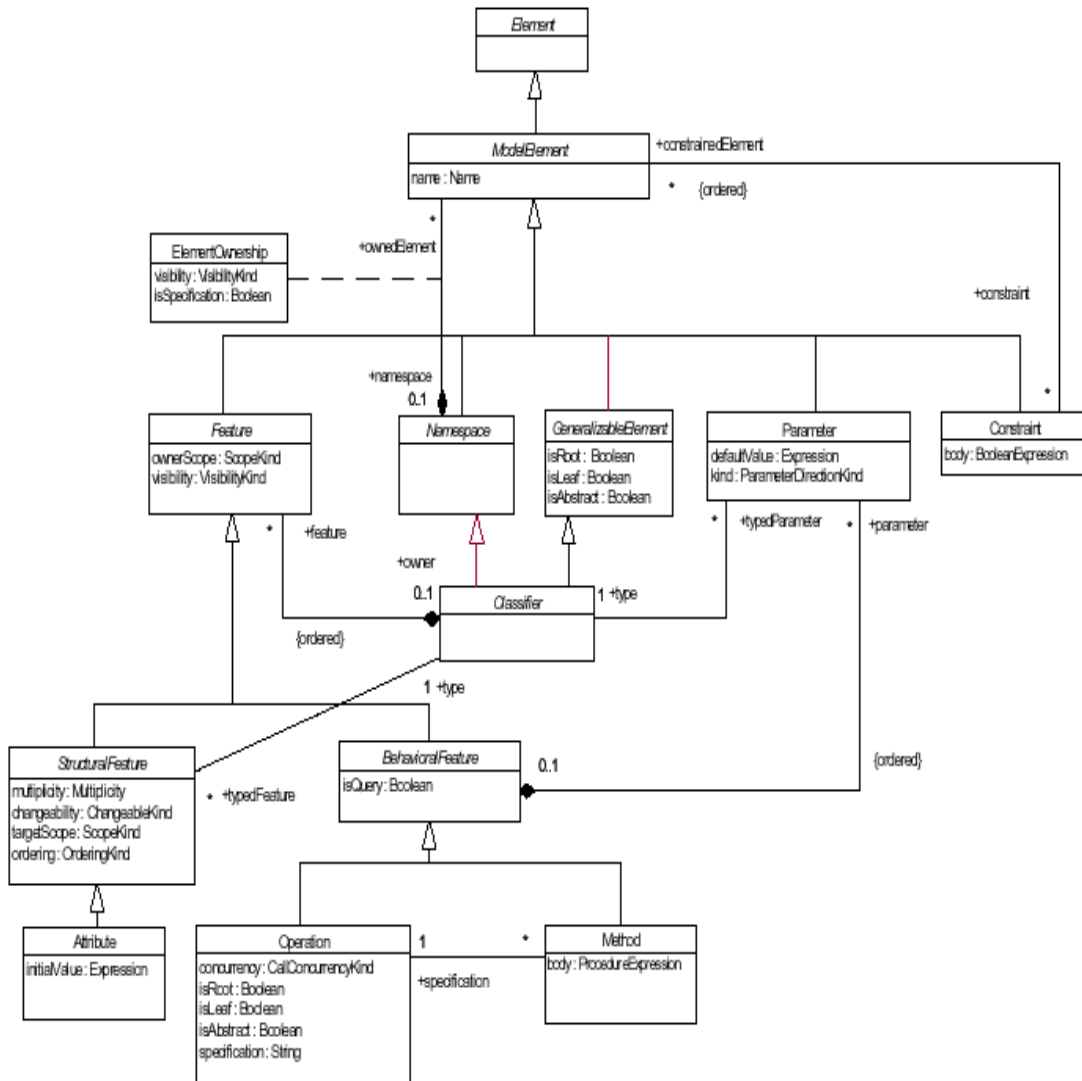 Element
ModelElement
name : Name
+constrainedElement
*
{ordered}
*
+ownedElement
ElementOwnership
visibility : VisibilityKind
isSpecification : Boolean
+constraint
*
+namespace
0..1
Feature
ownerScope : ScopeKind
visibility : VisibilityKind
Namespace
GeneralizableElement
isRoot : Boolean
isLeaf : Boolean
isAbstract : Boolean
Parameter
defaultValue : Expression
kind : ParameterDirectionKind
Constraint
body : BooleanExpression
*
+feature
*
+typedParameter
*
+parameter
+owner
0..1
Classifier
1
+type
{ordered}
1
+type
StructuralFeature
multiplicity : Multiplicity
changeability : ChangeableKind
targetScope : ScopeKind
ordering : OrderingKind
*
+typedFeature
BehavioralFeature
isQuery : Boolean
0..1
{ordered}
Attribute
initialValue : Expression
Operation
concurrency : CallConcurrencyKind
isRoot : Boolean
isLeaf : Boolean
isAbstract : Boolean
specification : String
1
*
+specification
Method
body : ProcedureExpression